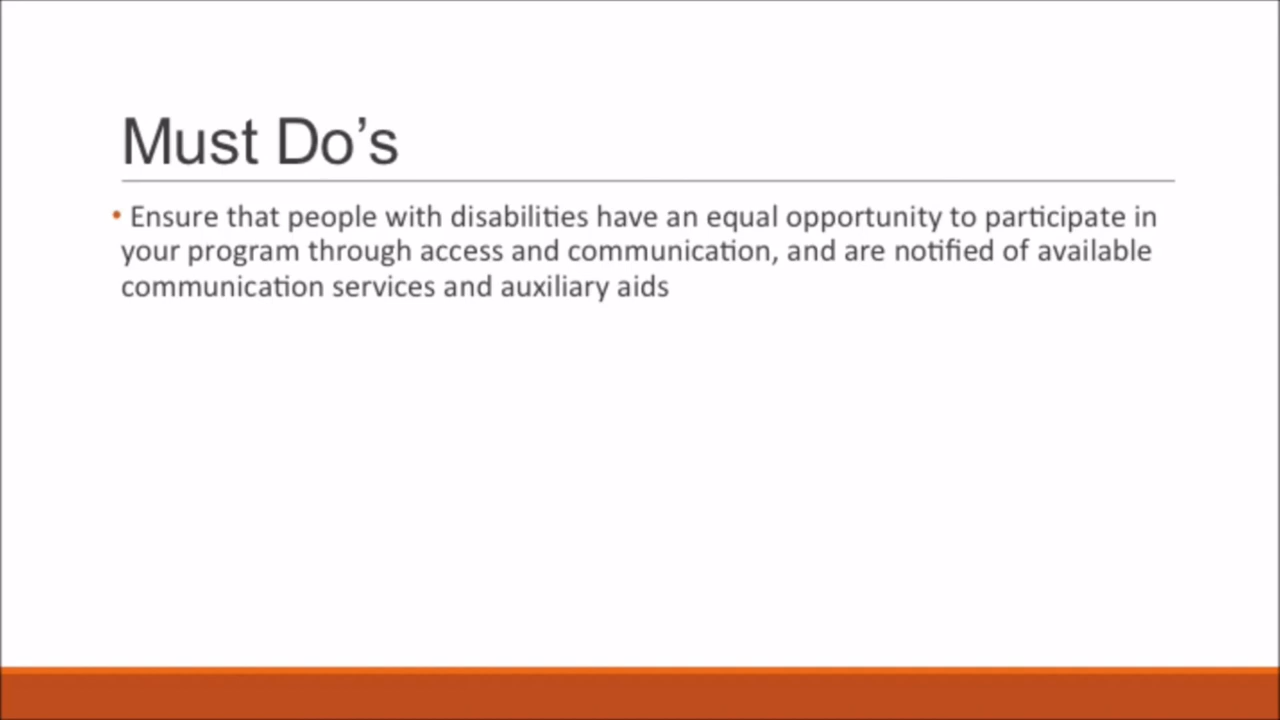 Must Do’s
• Ensure that people with disabilities have an equal opportunity to participate in
your program through access and communication, and are notified of available
communication services and auxiliary aids